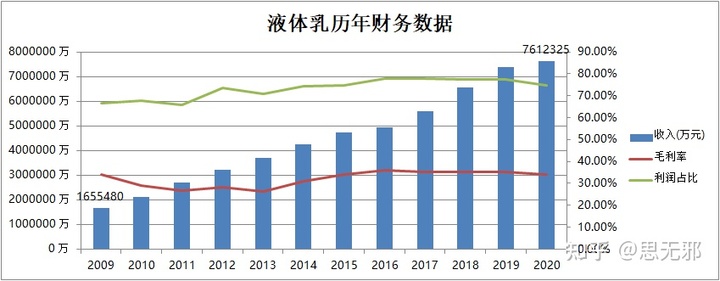 液体乳历年财务数据
8000000 万
7000000 万
6000000 万
5000000 万
4000000 万
3000000 万
2000000 万
1000000 万
0 万
1655480
7612325
90.00%
80.00%
70.00%
60.00%
50.00%
40.00%
30.00%
20.00%
10.00%
0.00%
2009 2010 2011 2012 2013 2014 2015 2016 2017 2018 2019 2020
收入(万元)
毛利率
利润占比
知乎 @思无邪